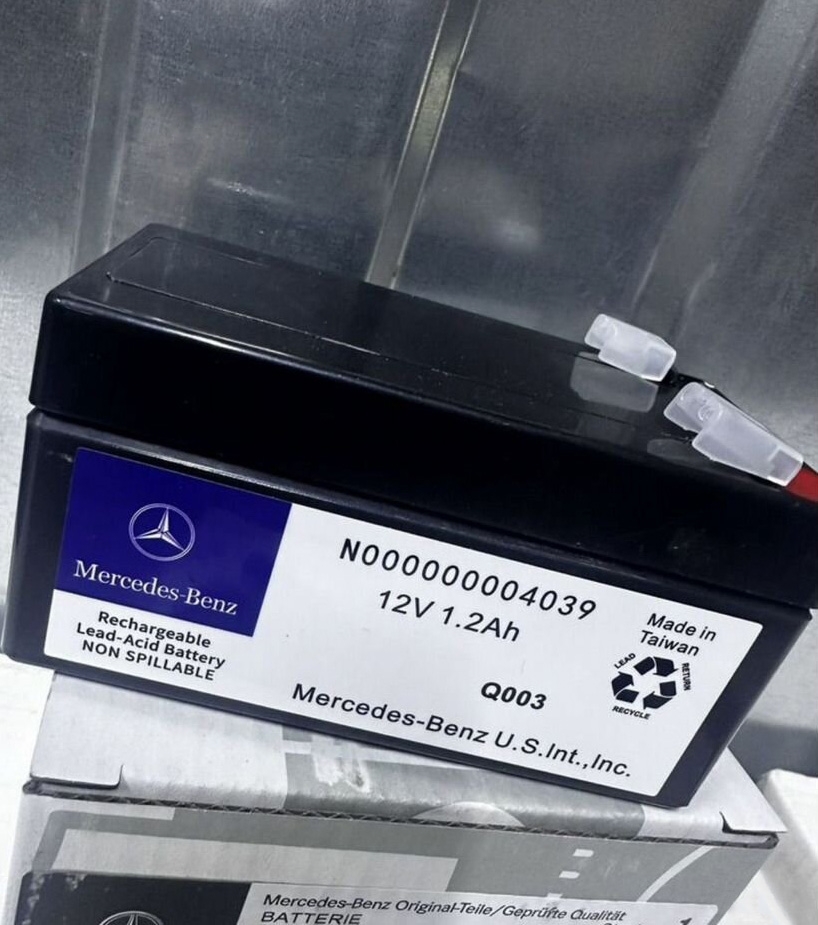 Mercedes-Benz
Rechargeable
Lead-Acid Battery
NON SPILLABLE
N000000004039
12V 1.2Ah
Q003
Mercedes-Benz U.S.Int.,Inc.
Made in
Taiwan
LEAD
RETURN
RECYCLE
Mercedes-Benz Original-Teile/Geprüfte Qualität
BATTERIE
1